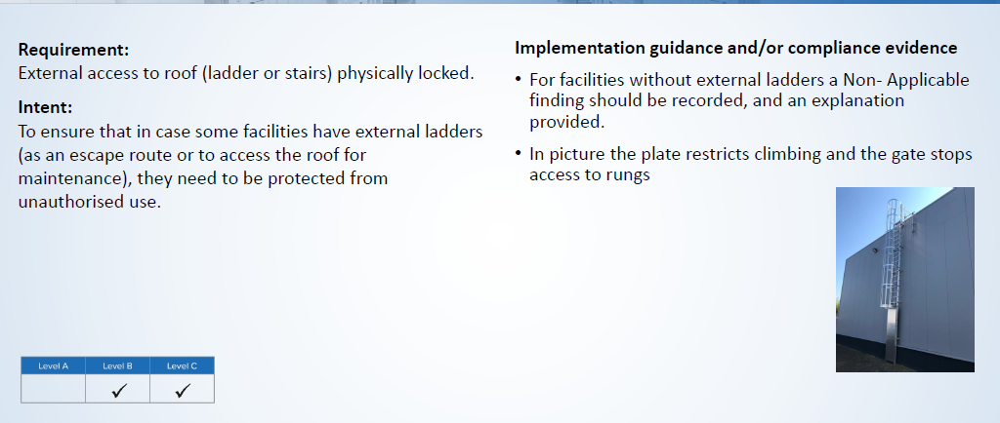 Requirement:
External access to roof (ladder or stairs) physically locked.
Intent:
To ensure that in case some facilities have external ladders
(as an escape route or to access the roof for
maintenance), they need to be protected from
unauthorised use.
Implementation guidance and/or compliance evidence
• For facilities without external ladders a Non- Applicable
finding should be recorded, and an explanation
provided.
• In picture the plate restricts climbing and the gate stops
access to rungs
Level A Level B Level C
✓ ✓